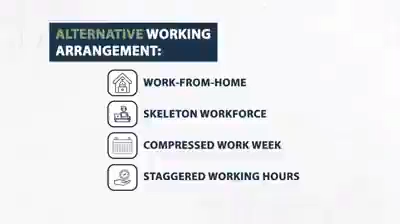 ALTERNATIVE WORKING
ARRANGEMENT:
WORK-FROM-HOME
SKELETON WORKFORCE
COMPRESSED WORK WEEK
STAGGERED WORKING HOURS